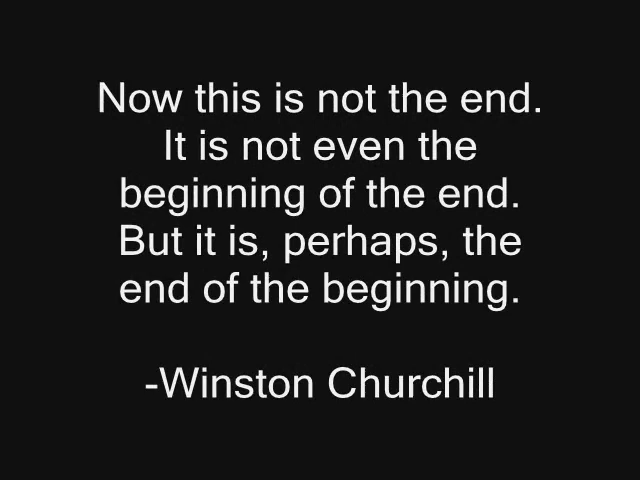 Now this is not the end.
It is not even the
beginning of the end.
But it is, perhaps, the
end of the beginning.
-Winston Churchill